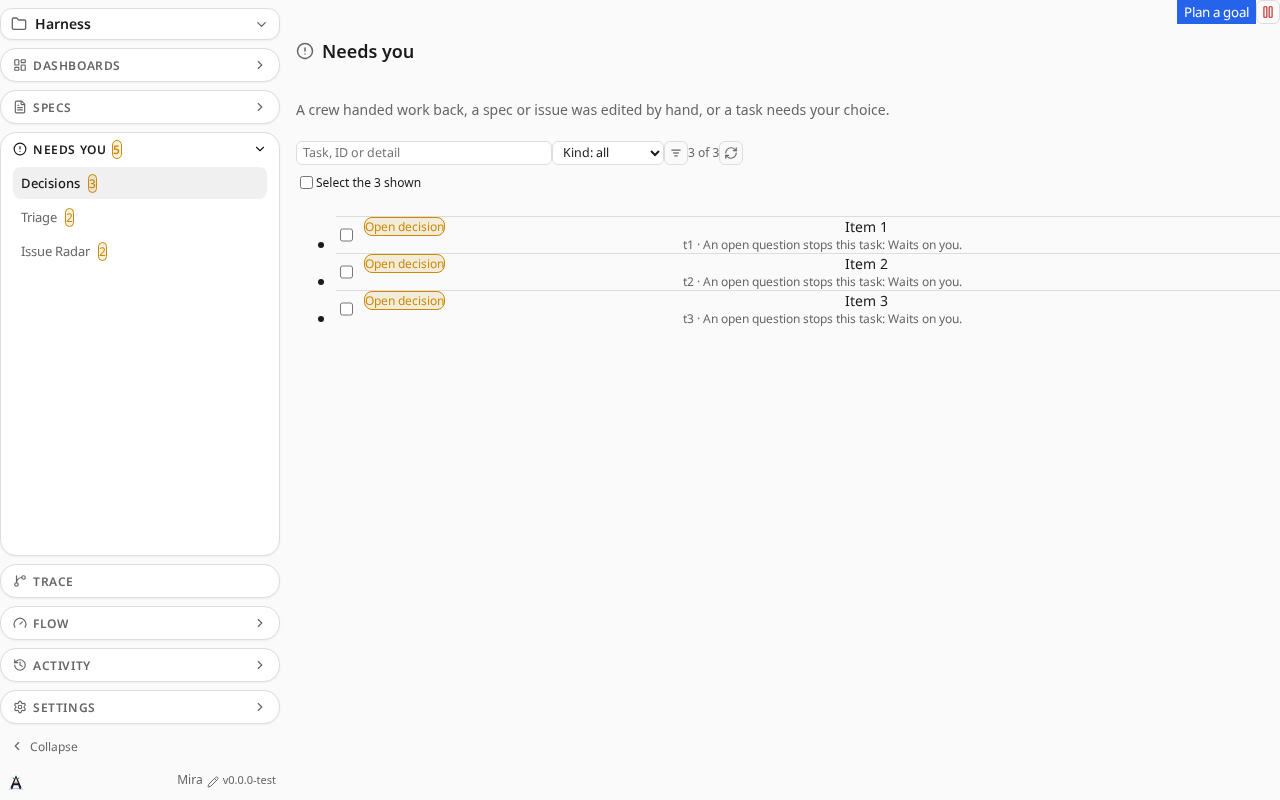 Harness
DASHBOARDS
SPECS
NEEDS YOU 5
Decisions 3
Triage 2
Issue Radar 2
TRACE
FLOW
ACTIVITY
SETTINGS
Collapse
Mira v0.0.0-test
Plan a goal
Needs you
A crew handed work back, a spec or issue was edited by hand, or a task needs your choice.
Task, ID or detail Kind: all 3 of 3
Select the 3 shown
Open decision Item 1
t1 · An open question stops this task: Waits on you.
Open decision Item 2
t2 · An open question stops this task: Waits on you.
Open decision Item 3
t3 · An open question stops this task: Waits on you.